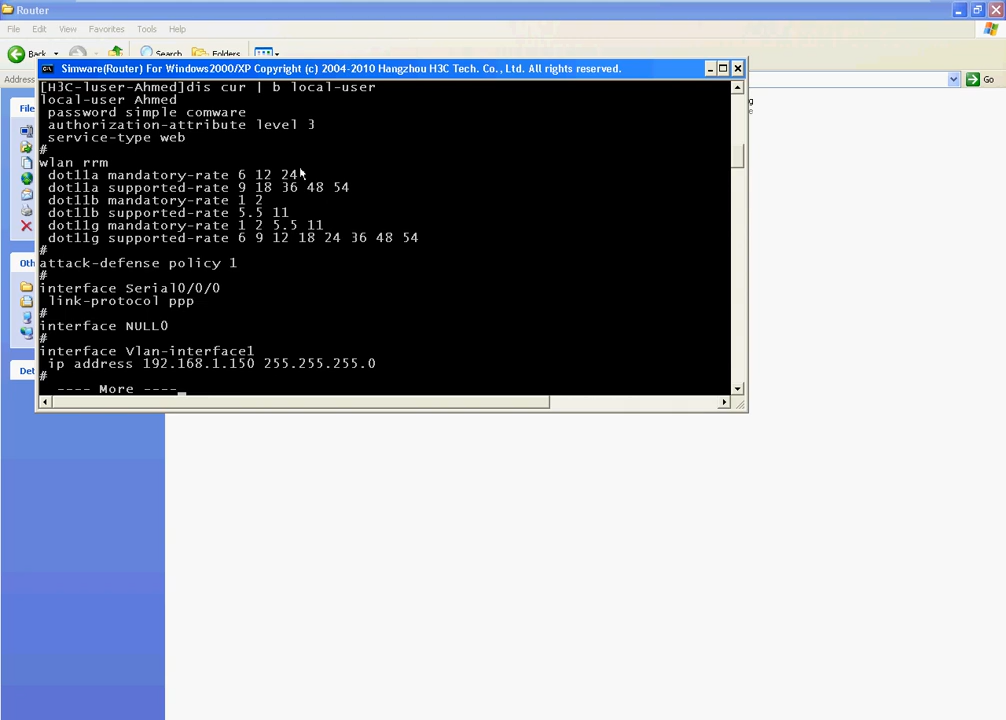 Router
File Edit View Favorites Tools Help
Back Search Folders
Address
Go
File
Simware(Router) For Windows2000/XP Copyright (c) 2004-2010 Hangzhou H3C Tech. Co., Ltd. All rights reserved.
[H3C-luser-Ahmed]dis cur | b local-user
local-user Ahmed
password simple comware
authorization-attribute level 3
service-type web
#
wlan rrm
dot11a mandatory-rate 6 12 24
dot11a supported-rate 9 18 36 48 54
dot11b mandatory-rate 1 2
dot11b supported-rate 5.5 11
dot11g mandatory-rate 1 2 5.5 11
dot11g supported-rate 6 9 12 18 24 36 48 54
#
attack-defense policy 1
#
interface Serial0/0/0
link-protocol ppp
#
interface NULL0
#
interface Vlan-interface1
ip address 192.168.1.150 255.255.255.0
#
---- More ----
Oth
Det